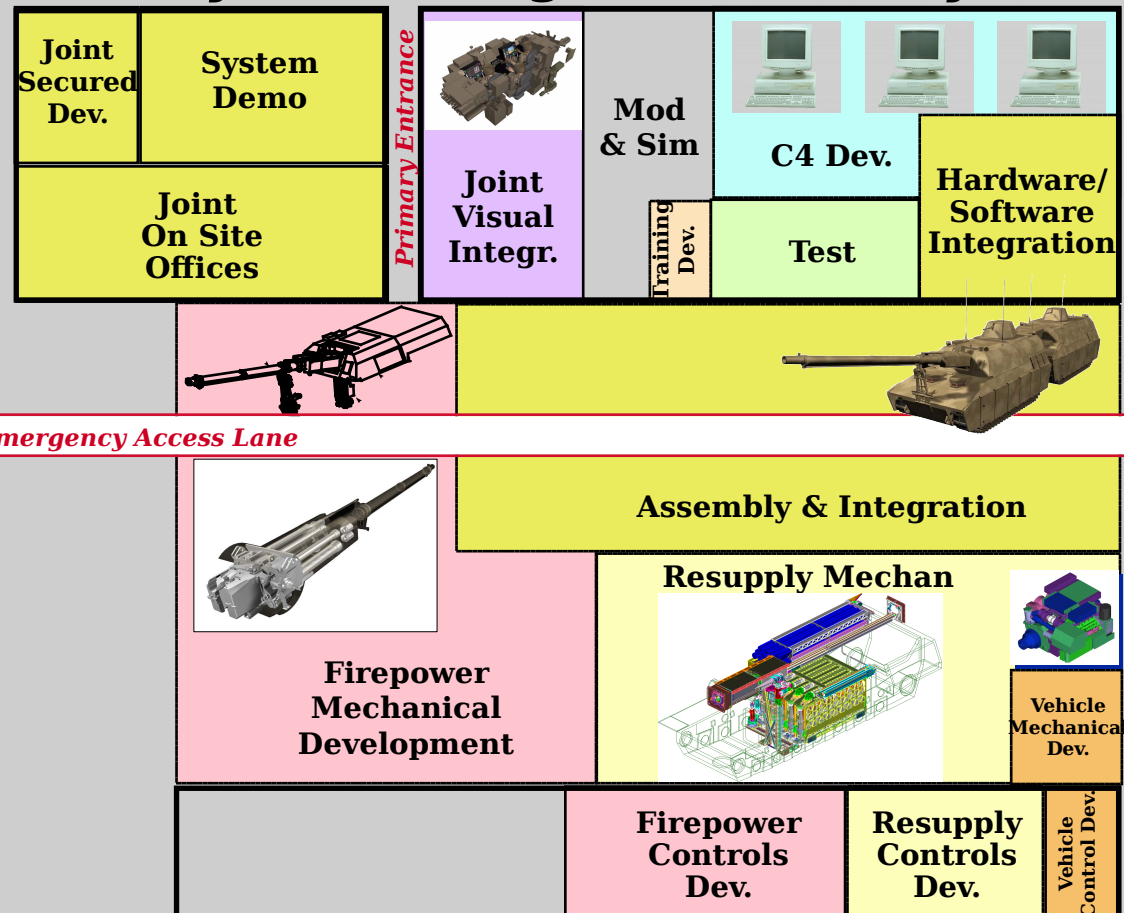 Joint
Secured
Dev.
System
Demo
Joint
On Site
Offices
Primary Entrance
Joint
Visual
Integr.
Mod
& Sim
Training
Dev.
C4 Dev.
Test
Hardware/
Software
Integration
mergency Access Lane
Assembly & Integration
Firepower
Mechanical
Development
Resupply Mechan
Vehicle
Mechanical
Dev.
Firepower
Controls
Dev.
Resupply
Controls
Dev.
Vehicle
Control Dev.